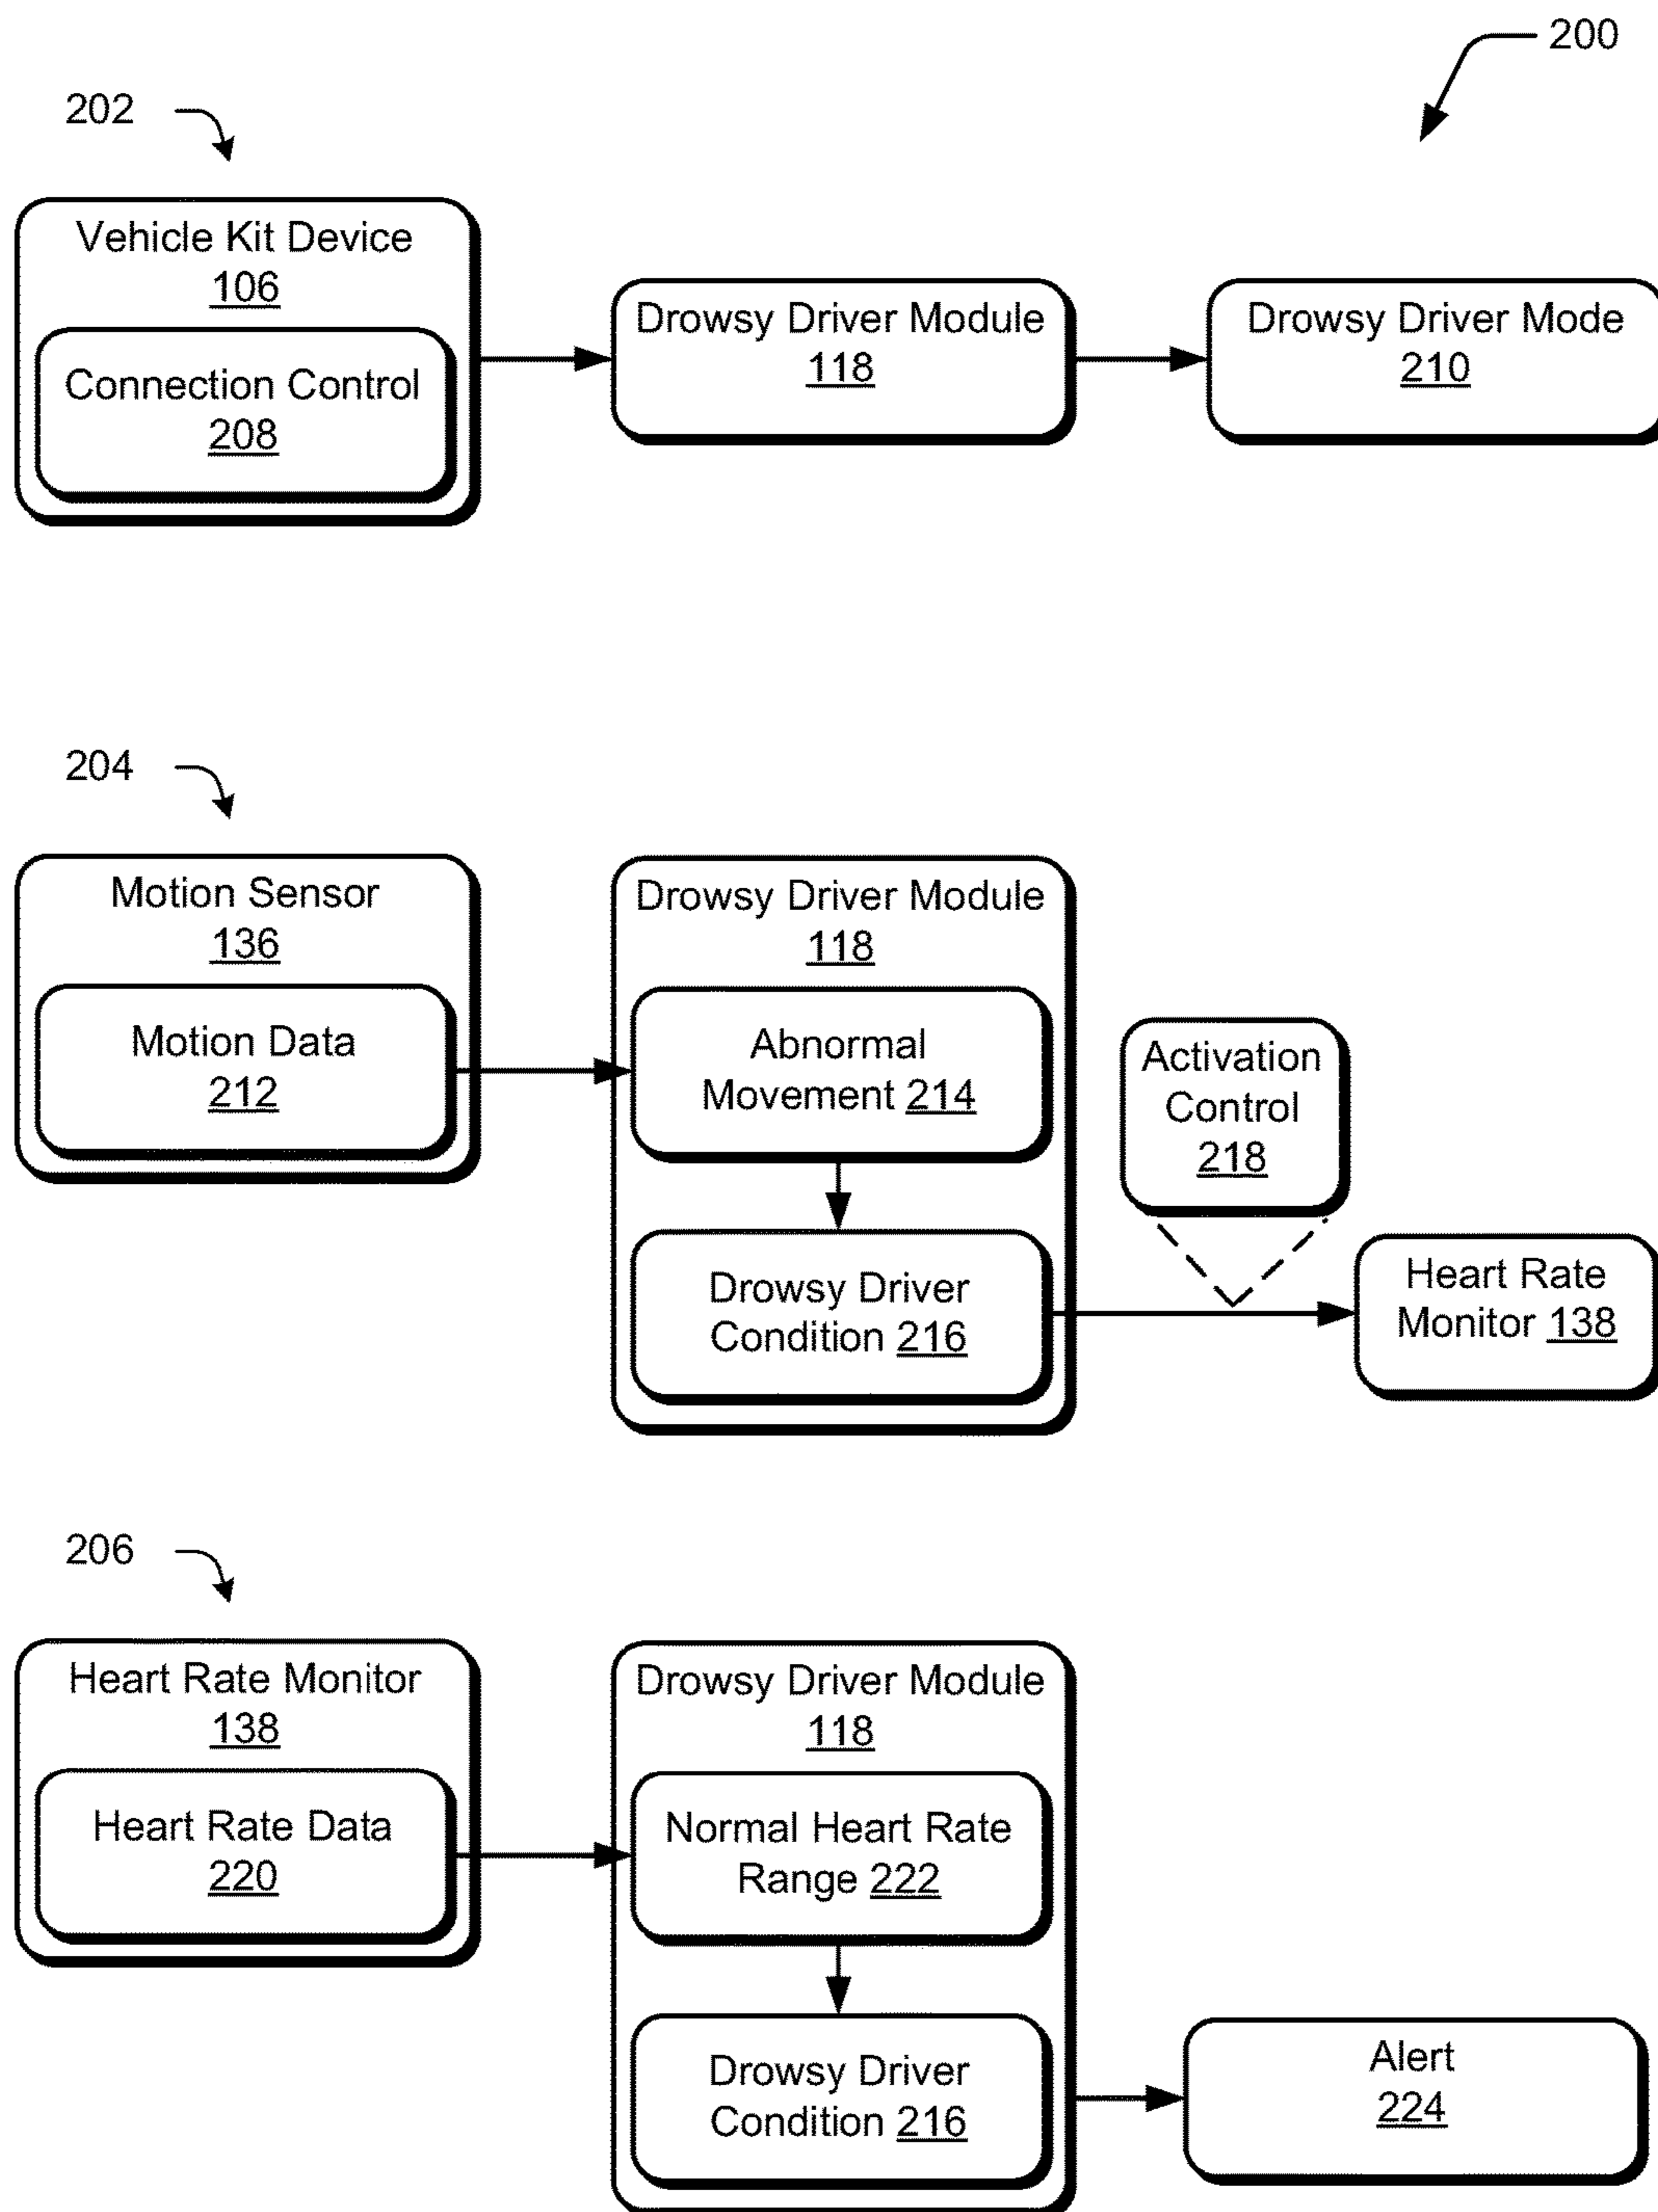 200
202
Vehicle Kit Device
106
Connection Control
208
Drowsy Driver Module
118
Drowsy Driver Mode
210
204
Motion Sensor
136
Motion Data
212
Drowsy Driver Module
118
Abnormal
Movement 214
Drowsy Driver
Condition 216
Activation
Control
218
Heart Rate
Monitor 138
206
Heart Rate Monitor
138
Heart Rate Data
220
Drowsy Driver Module
118
Normal Heart Rate
Range 222
Drowsy Driver
Condition 216
Alert
224